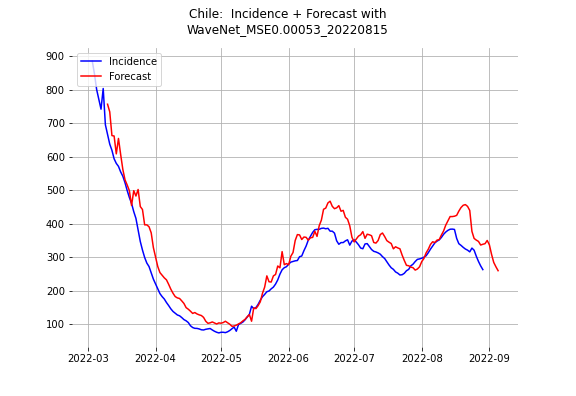 Chile:  Incidence + Forecast with
WaveNet_MSE0.00053_20220815
Incidence
Forecast
900
800
700
600
500
400
300
200
100
2022-03 2022-04 2022-05 2022-06 2022-07 2022-08 2022-09